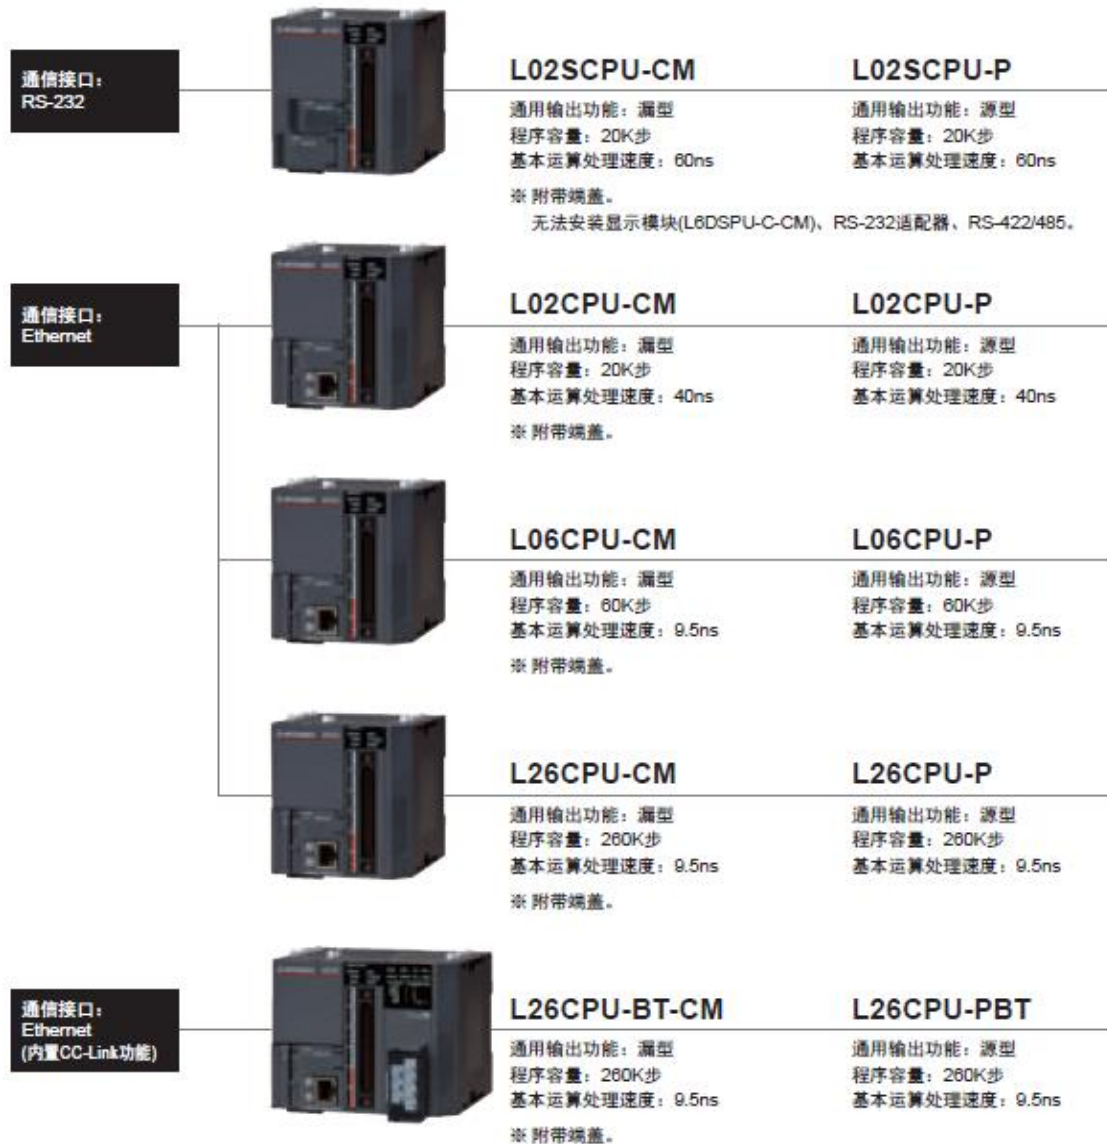 通信接口：
RS-232
L02SCPU-CM
通用输出功能：漏型
程序容量：20K步
基本运算处理速度：60ns
L02SCPU-P
通用输出功能：源型
程序容量：20K步
基本运算处理速度：60ns
※ 附带端盖。
无法安装显示模块(L6DSPU-C-CM)、RS-232适配器、RS-422/485。
通信接口：
Ethernet
L02CPU-CM
通用输出功能：漏型
程序容量：20K步
基本运算处理速度：40ns
※ 附带端盖。
L02CPU-P
通用输出功能：源型
程序容量：20K步
基本运算处理速度：40ns
L06CPU-CM
通用输出功能：漏型
程序容量：60K步
基本运算处理速度：9.5ns
※ 附带端盖。
L06CPU-P
通用输出功能：源型
程序容量：60K步
基本运算处理速度：9.5ns
L26CPU-CM
通用输出功能：漏型
程序容量：260K步
基本运算处理速度：9.5ns
※ 附带端盖。
L26CPU-P
通用输出功能：源型
程序容量：260K步
基本运算处理速度：9.5ns
通信接口：
Ethernet
(内置CC-Link功能)
L26CPU-BT-CM
通用输出功能：漏型
程序容量：260K步
基本运算处理速度：9.5ns
※ 附带端盖。
L26CPU-PBT
通用输出功能：源型
程序容量：260K步
基本运算处理速度：9.5ns